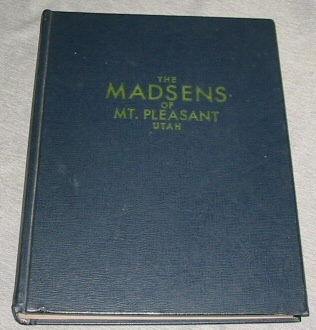 THE
MADSENS
OF
MT. PLEASANT
UTAH